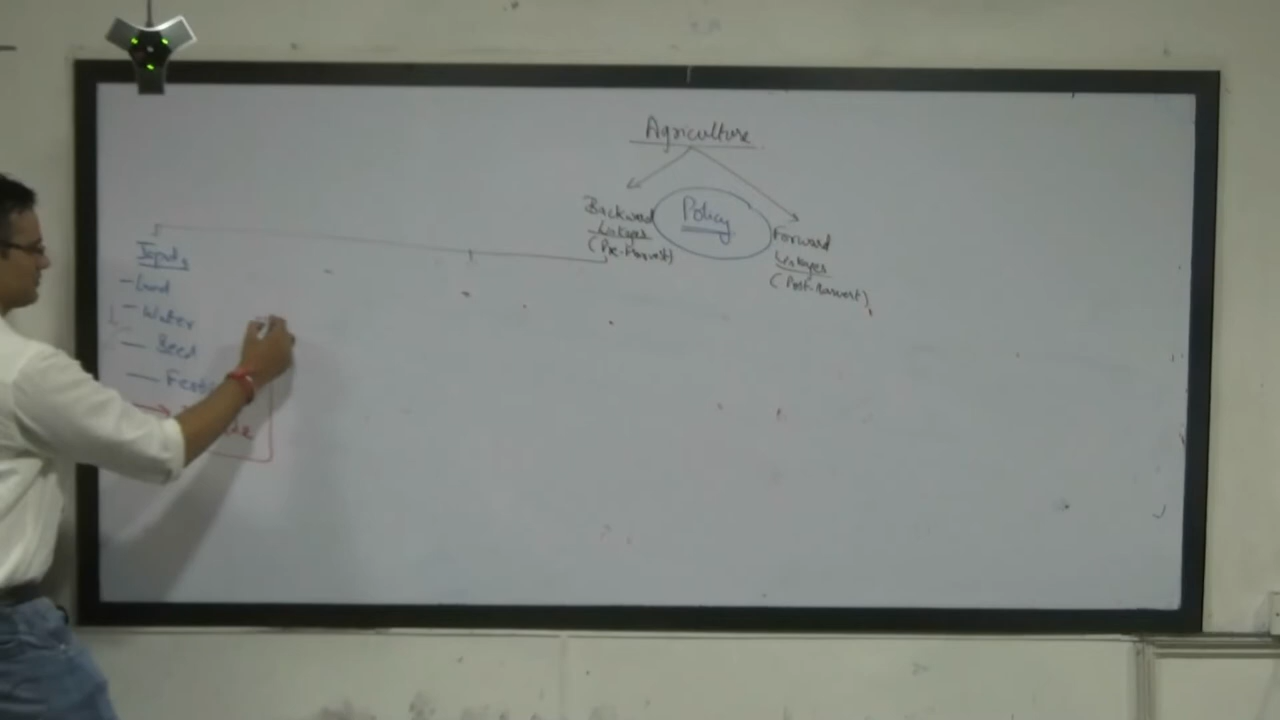 Agriculture
Backward
Linkages
(Pre-Harvest)
Policy
Forward
Linkages
(Post-Harvest)
Inputs
- Land
- Water
- Seed